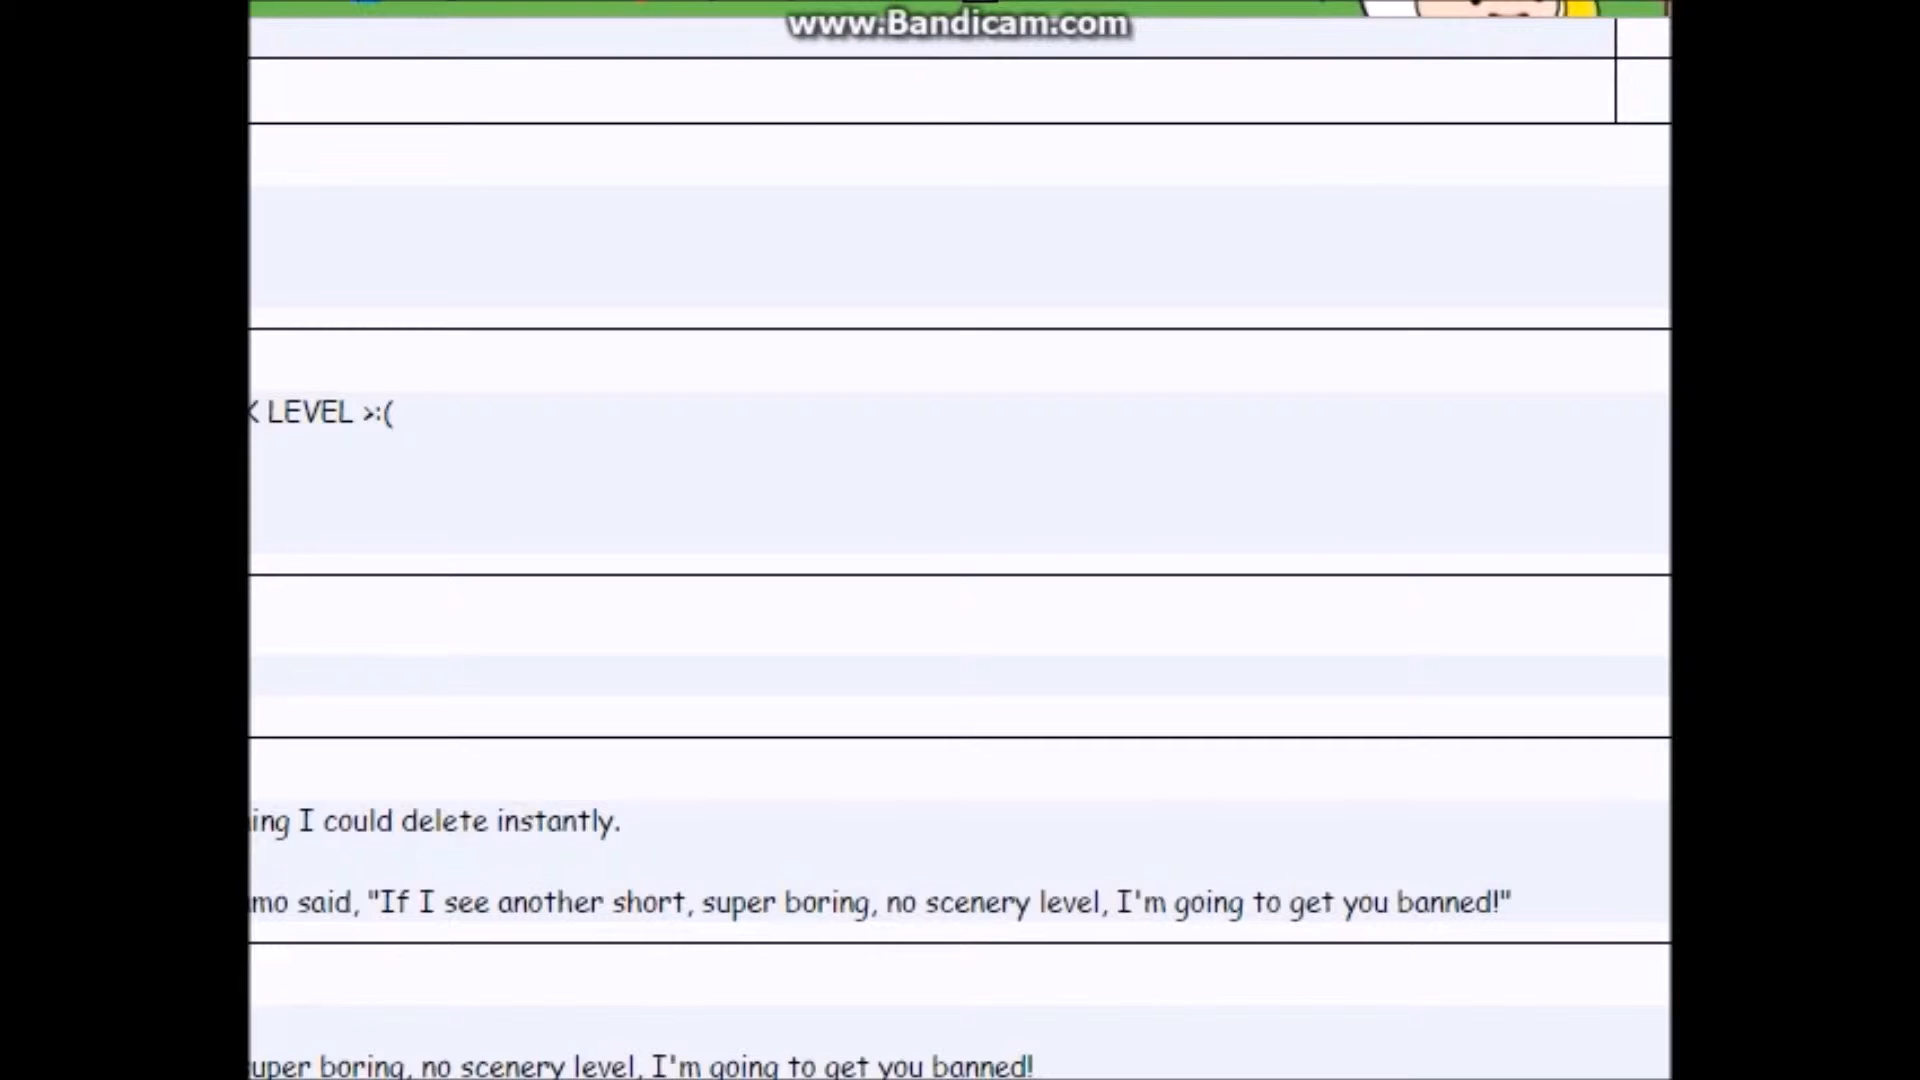 www.Bandicam.com
LEVEL >:(
ing I could delete instantly.
mo said, "If I see another short, super boring, no scenery level, I'm going to get you banned!"
uper boring, no scenery level, I'm going to get you banned!